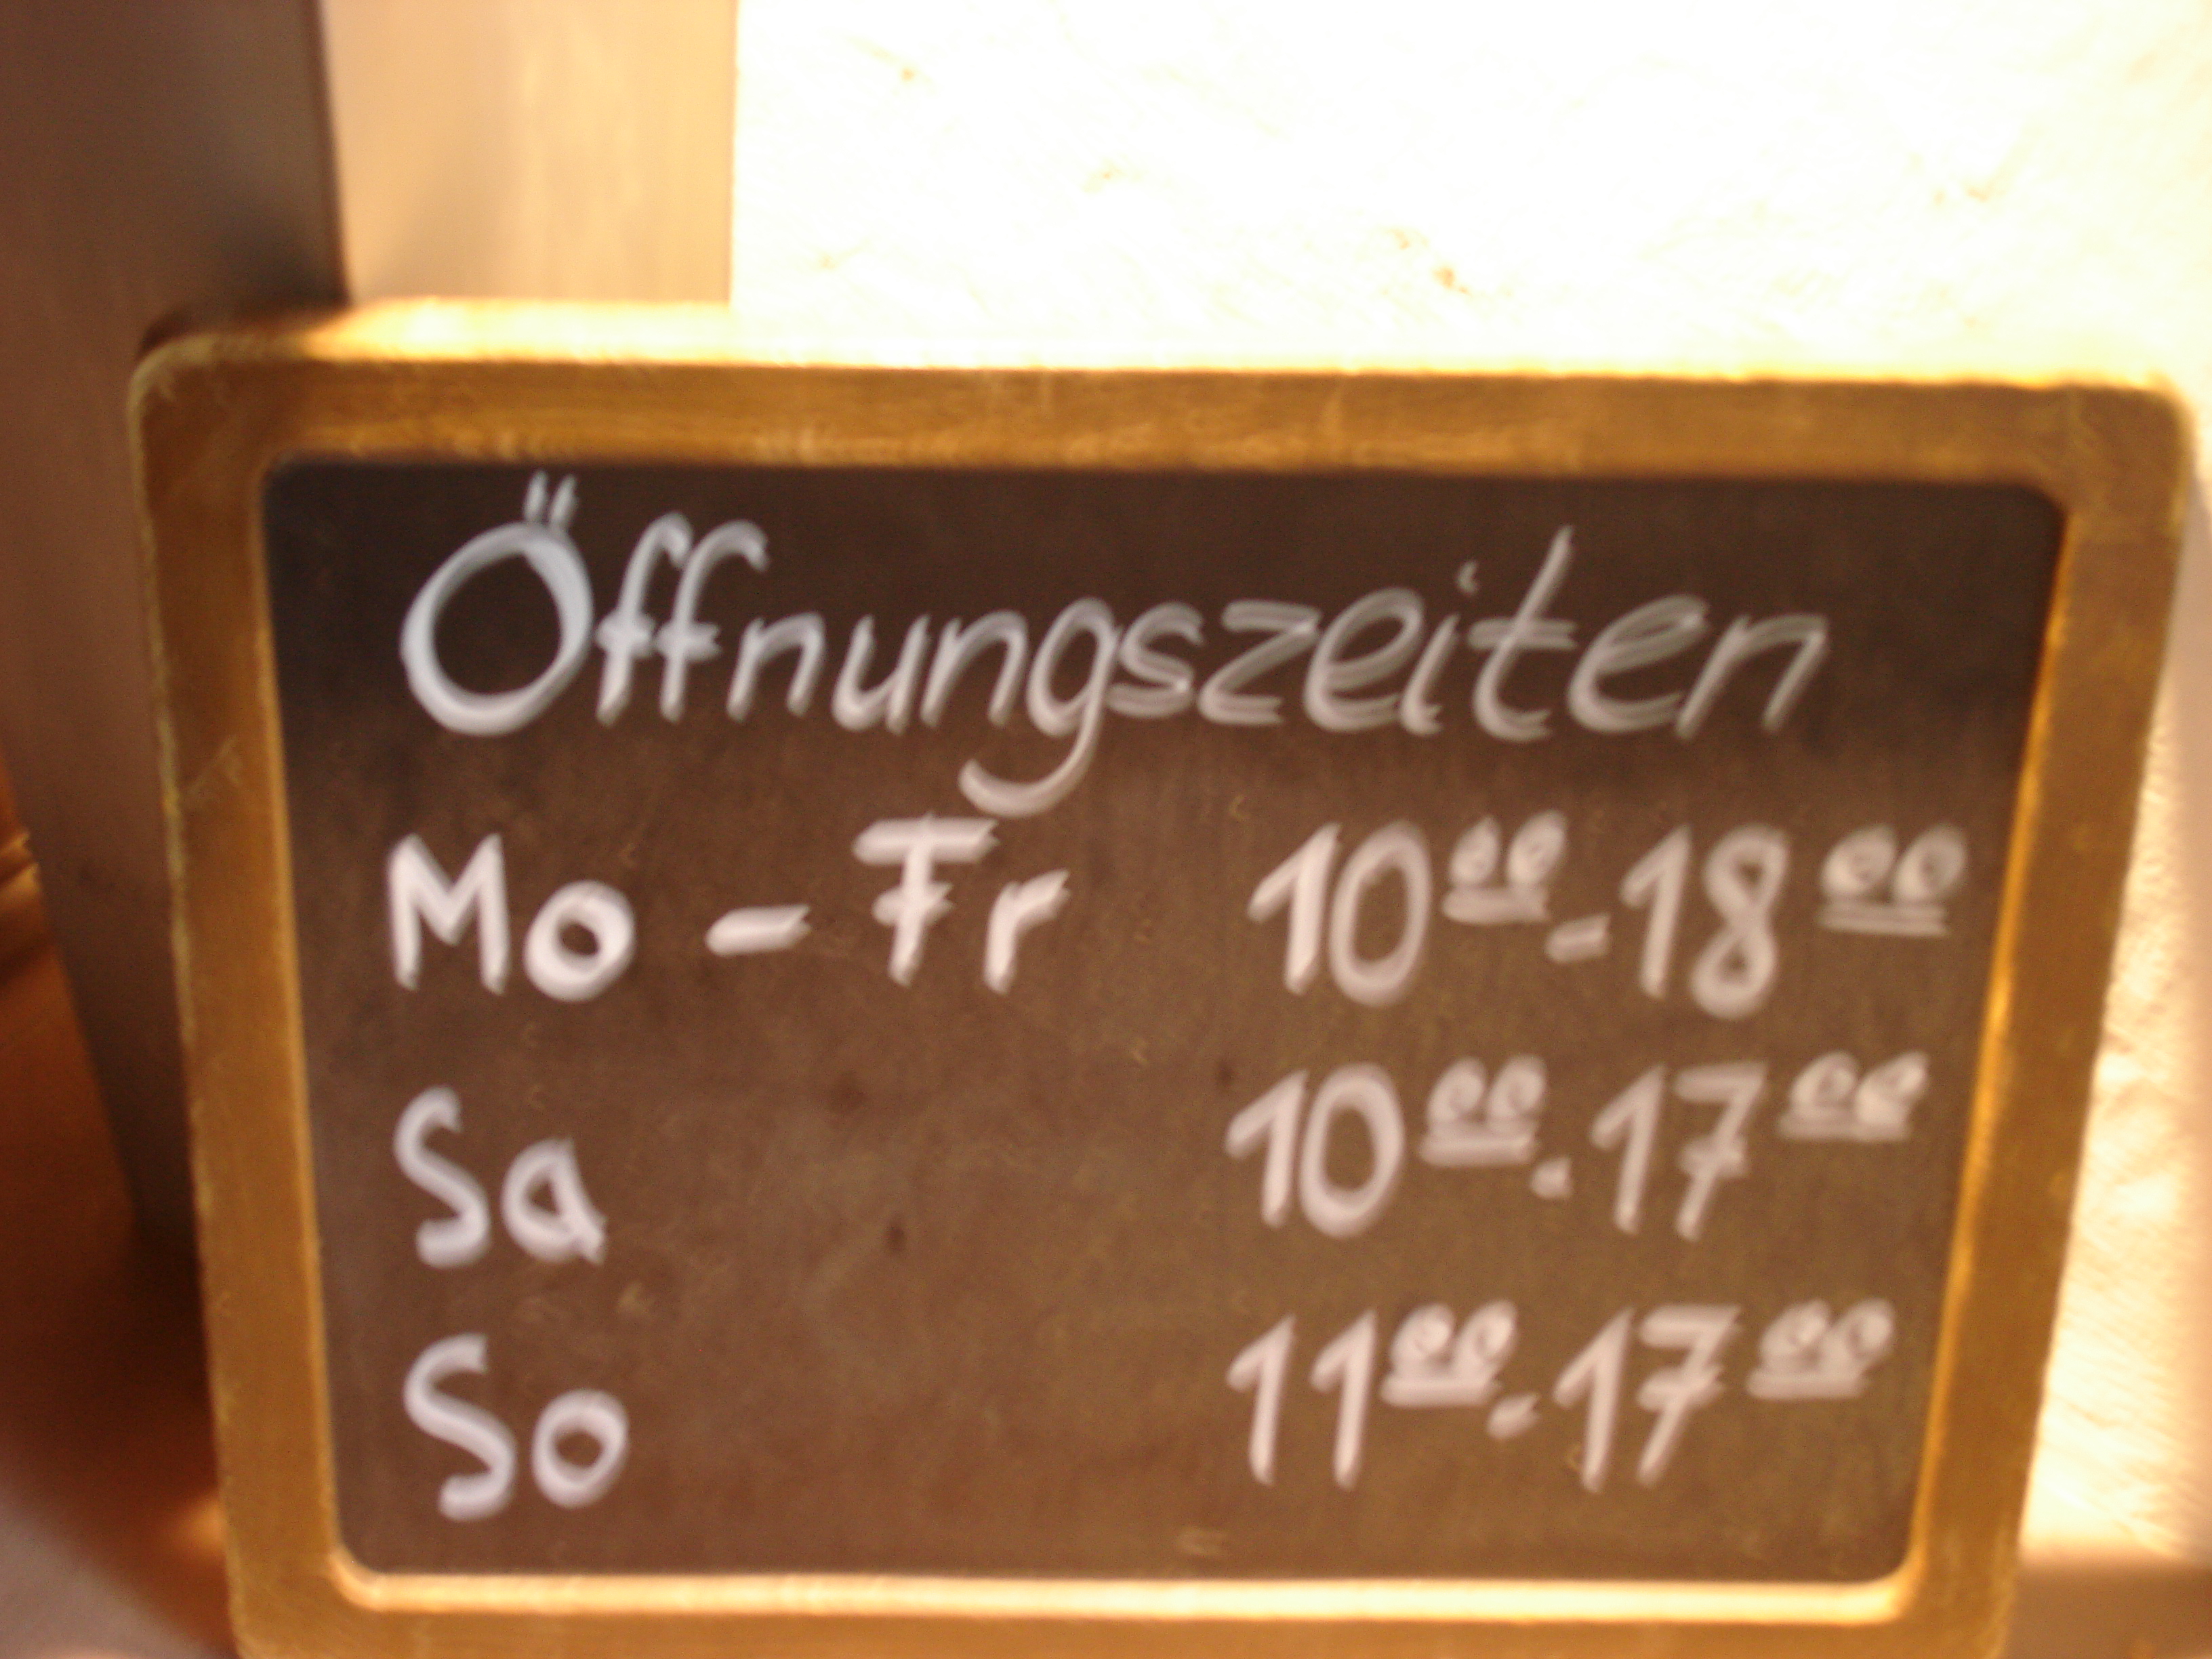 Öffnungszeiten
Mo - Fr 10⁰⁰-18⁰⁰
Sa 10⁰⁰-17⁰⁰
So 11⁰⁰-17⁰⁰